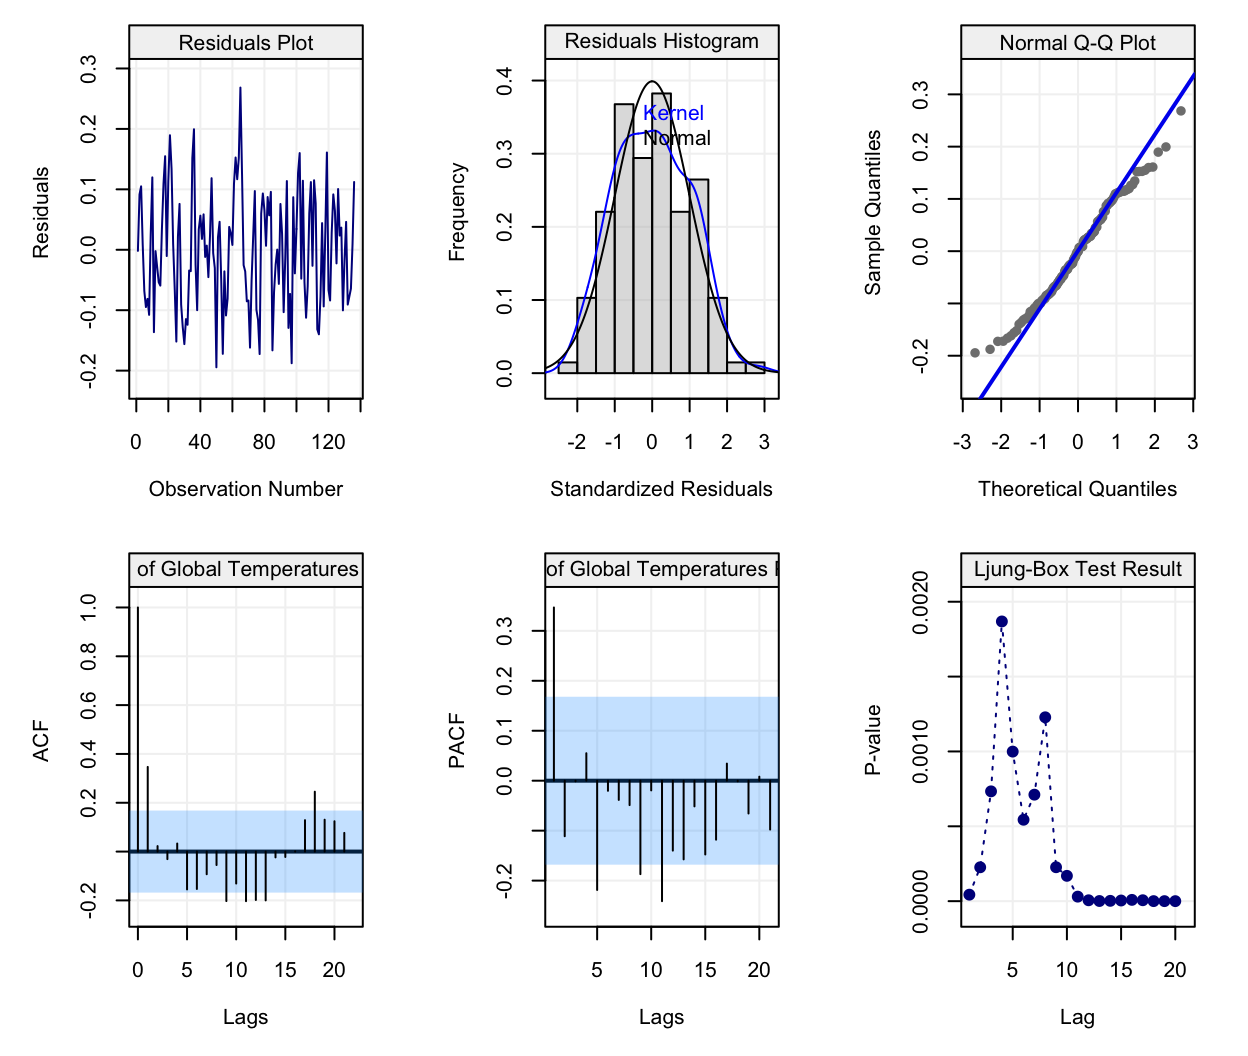 Residuals Plot
Residuals
0.3
0.2
0.1
0.0
-0.1
-0.2
0 40 80 120
Observation Number
Residuals Histogram
Frequency
0.4
0.3
0.2
0.1
0.0
Kernel
Normal
-2 -1 0 1 2 3
Standardized Residuals
Normal Q-Q Plot
Sample Quantiles
0.3
0.2
0.1
0.0
-0.2
-3 -2 -1 0 1 2 3
Theoretical Quantiles
of Global Temperatures
ACF
1.0
0.8
0.6
0.4
0.2
-0.2
0 5 10 15 20
Lags
of Global Temperatures
PACF
0.3
0.2
0.1
0.0
-0.2
5 10 15 20
Lags
Ljung-Box Test Result
P-value
0.0020
0.0010
0.0000
5 10 15 20
Lag